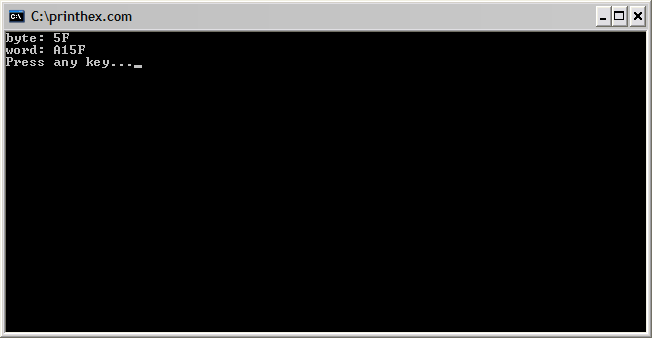 C:\printhex.com
byte: 5F
word: A15F
Press any key..._